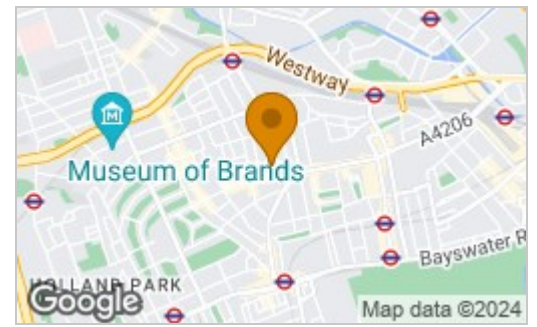 Westway
A4206
Museum of Brands
Bayswater R
HOLLAND PARK
Google
Map data ©2024